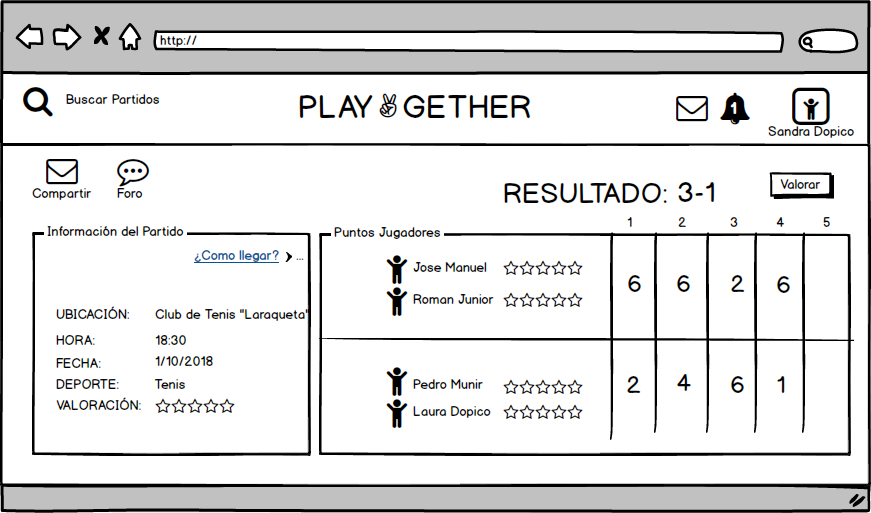 http://
Buscar Partidos
PLAY✌GETHER
1
Sandra Dopico
Compartir
Foro
RESULTADO: 3-1
Valorar
1 2 3 4 5
Información del Partido
¿Como llegar? ...
UBICACIÓN: Club de Tenis "Laraqueta"
HORA: 18:30
FECHA: 1/10/2018
DEPORTE: Tenis
VALORACIÓN:
Puntos Jugadores
Jose Manuel
Roman Junior
6 6 2 6
Pedro Munir
Laura Dopico
2 4 6 1